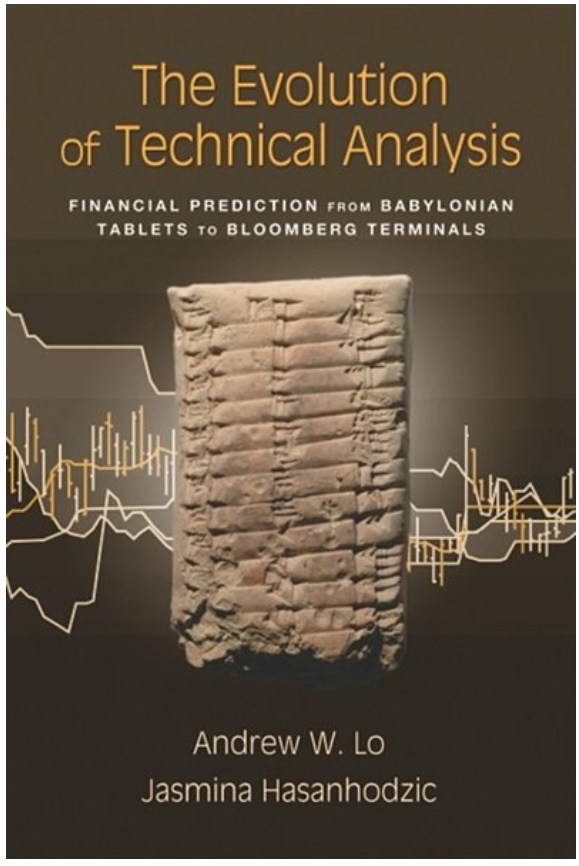 The Evolution
of Technical Analysis
FINANCIAL PREDICTION FROM BABYLONIAN
TABLETS TO BLOOMBERG TERMINALS
Andrew W. Lo
Jasmina Hasanhodzic